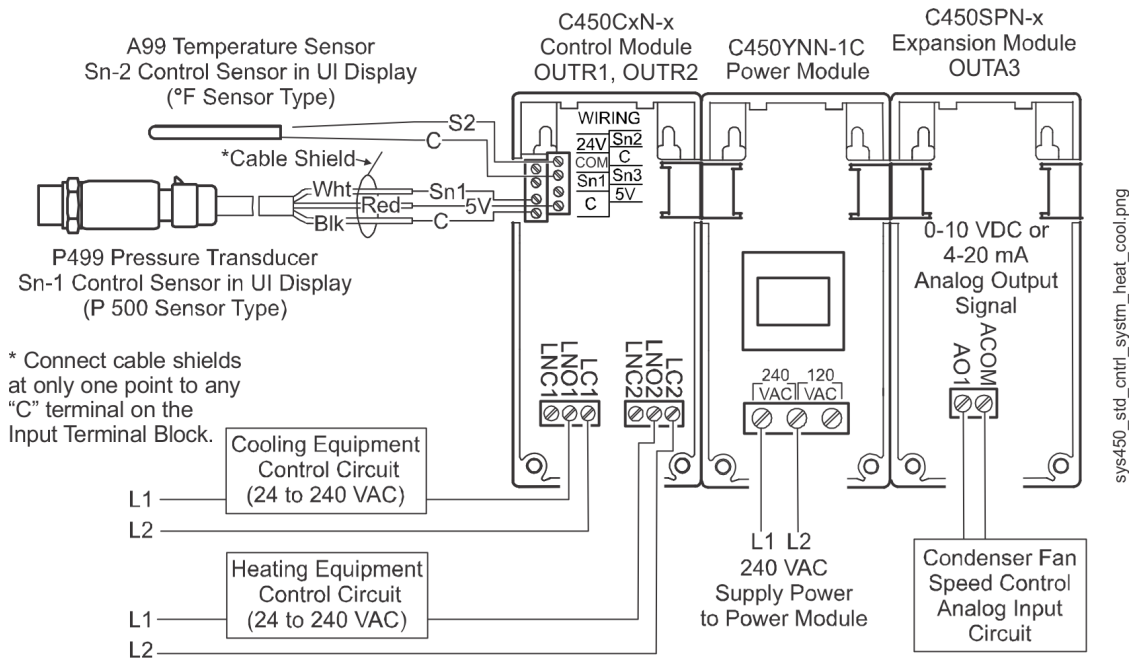 A99 Temperature Sensor
Sn-2 Control Sensor in UI Display
(°F Sensor Type)
C450CxN-x
Control Module
OUTR1, OUTR2
C450YNN-1C
Power Module
C450SPN-x
Expansion Module
OUTA3
S2
C
*Cable Shield
Wht
Red
Blk
Sn1
5V
C
WIRING
24V Sn2
COM C
Sn1 Sn3
C 5V
P499 Pressure Transducer
Sn-1 Control Sensor in UI Display
(P 500 Sensor Type)
* Connect cable shields
at only one point to any
“C” terminal on the
Input Terminal Block.
0-10 VDC or
4-20 mA
Analog Output
Signal
LNC1
LNO1
LC1
LNC2
LNO2
LC2
240 120
VAC VAC
AO1
ACOM
Cooling Equipment
Control Circuit
(24 to 240 VAC)
L1
L2
Heating Equipment
Control Circuit
(24 to 240 VAC)
L1
L2
L1 L2
240 VAC
Supply Power
to Power Module
Condenser Fan
Speed Control
Analog Input
Circuit
sys450_std_cntrl_systm_heat_cool.png